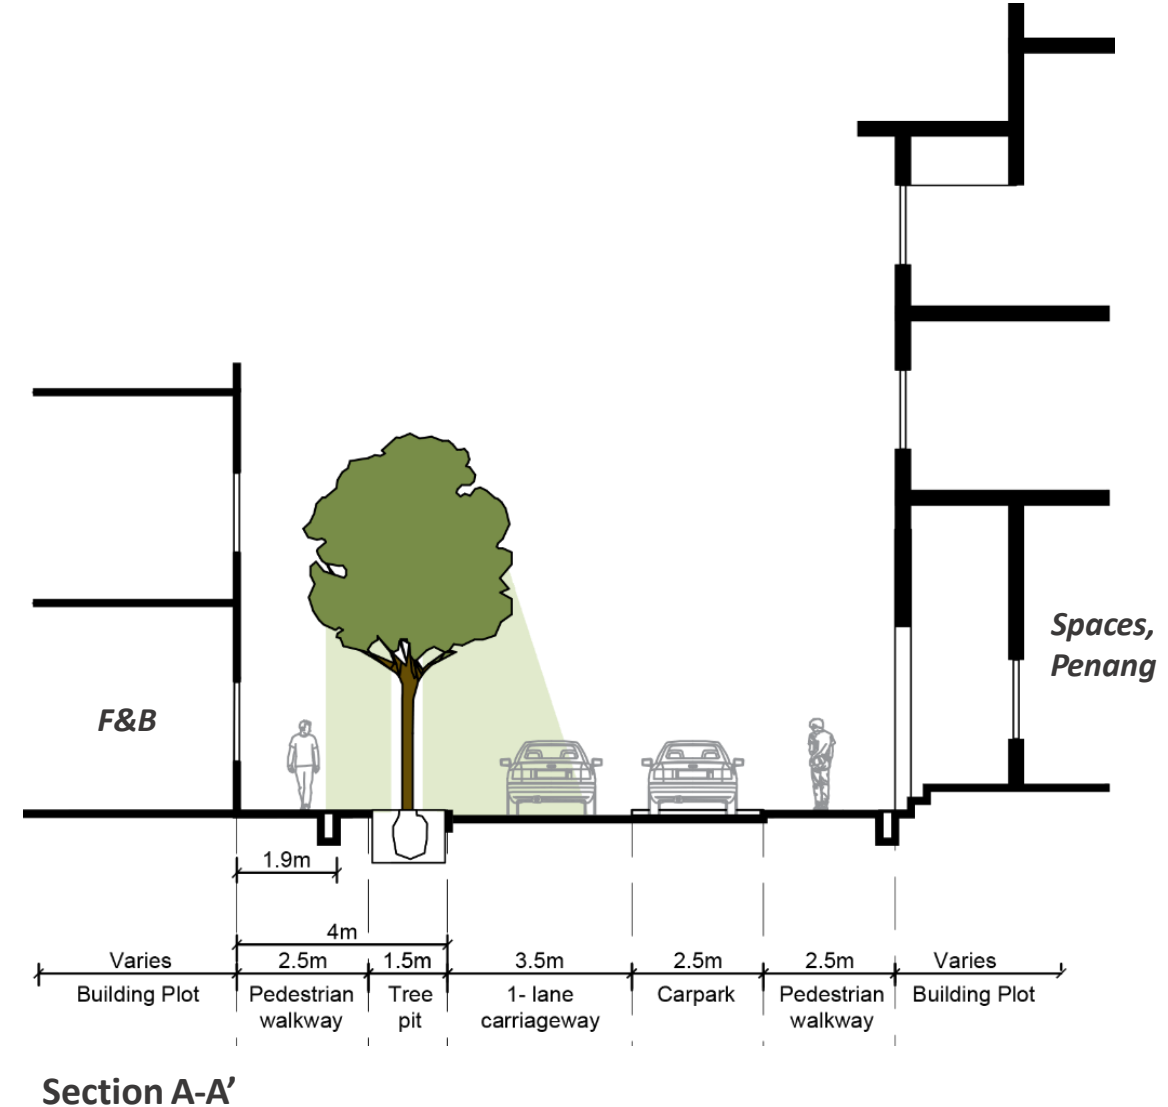 Spaces,
Penang
F&B
1.9m
4m
Varies 2.5m 1.5m 3.5m 2.5m 2.5m Varies
Building Plot Pedestrian Tree 1- lane Carpark Pedestrian Building Plot
walkway pit carriageway walkway
Section A-A’